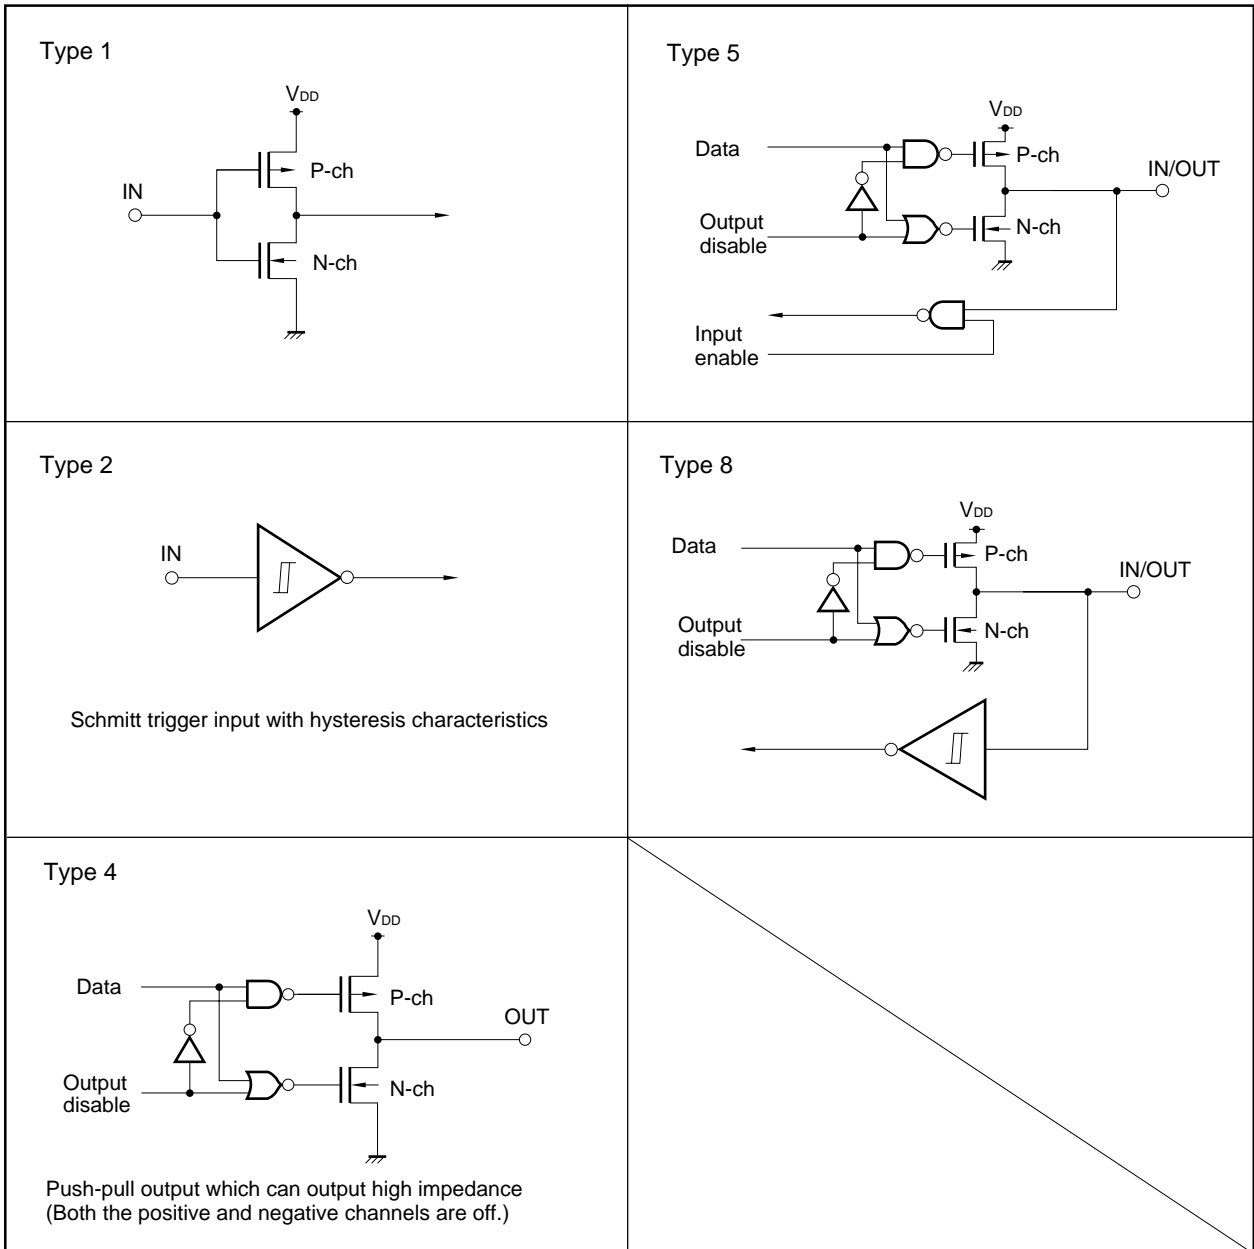 Type 1
VDD
P-ch
IN
N-ch
Type 5
VDD
Data
P-ch
IN/OUT
Output
disable
N-ch
Input
enable
Type 2
IN
Schmitt trigger input with hysteresis characteristics
Type 8
VDD
Data
P-ch
IN/OUT
Output
disable
N-ch
Type 4
VDD
Data
P-ch
OUT
Output
disable
N-ch
Push-pull output which can output high impedance
(Both the positive and negative channels are off.)